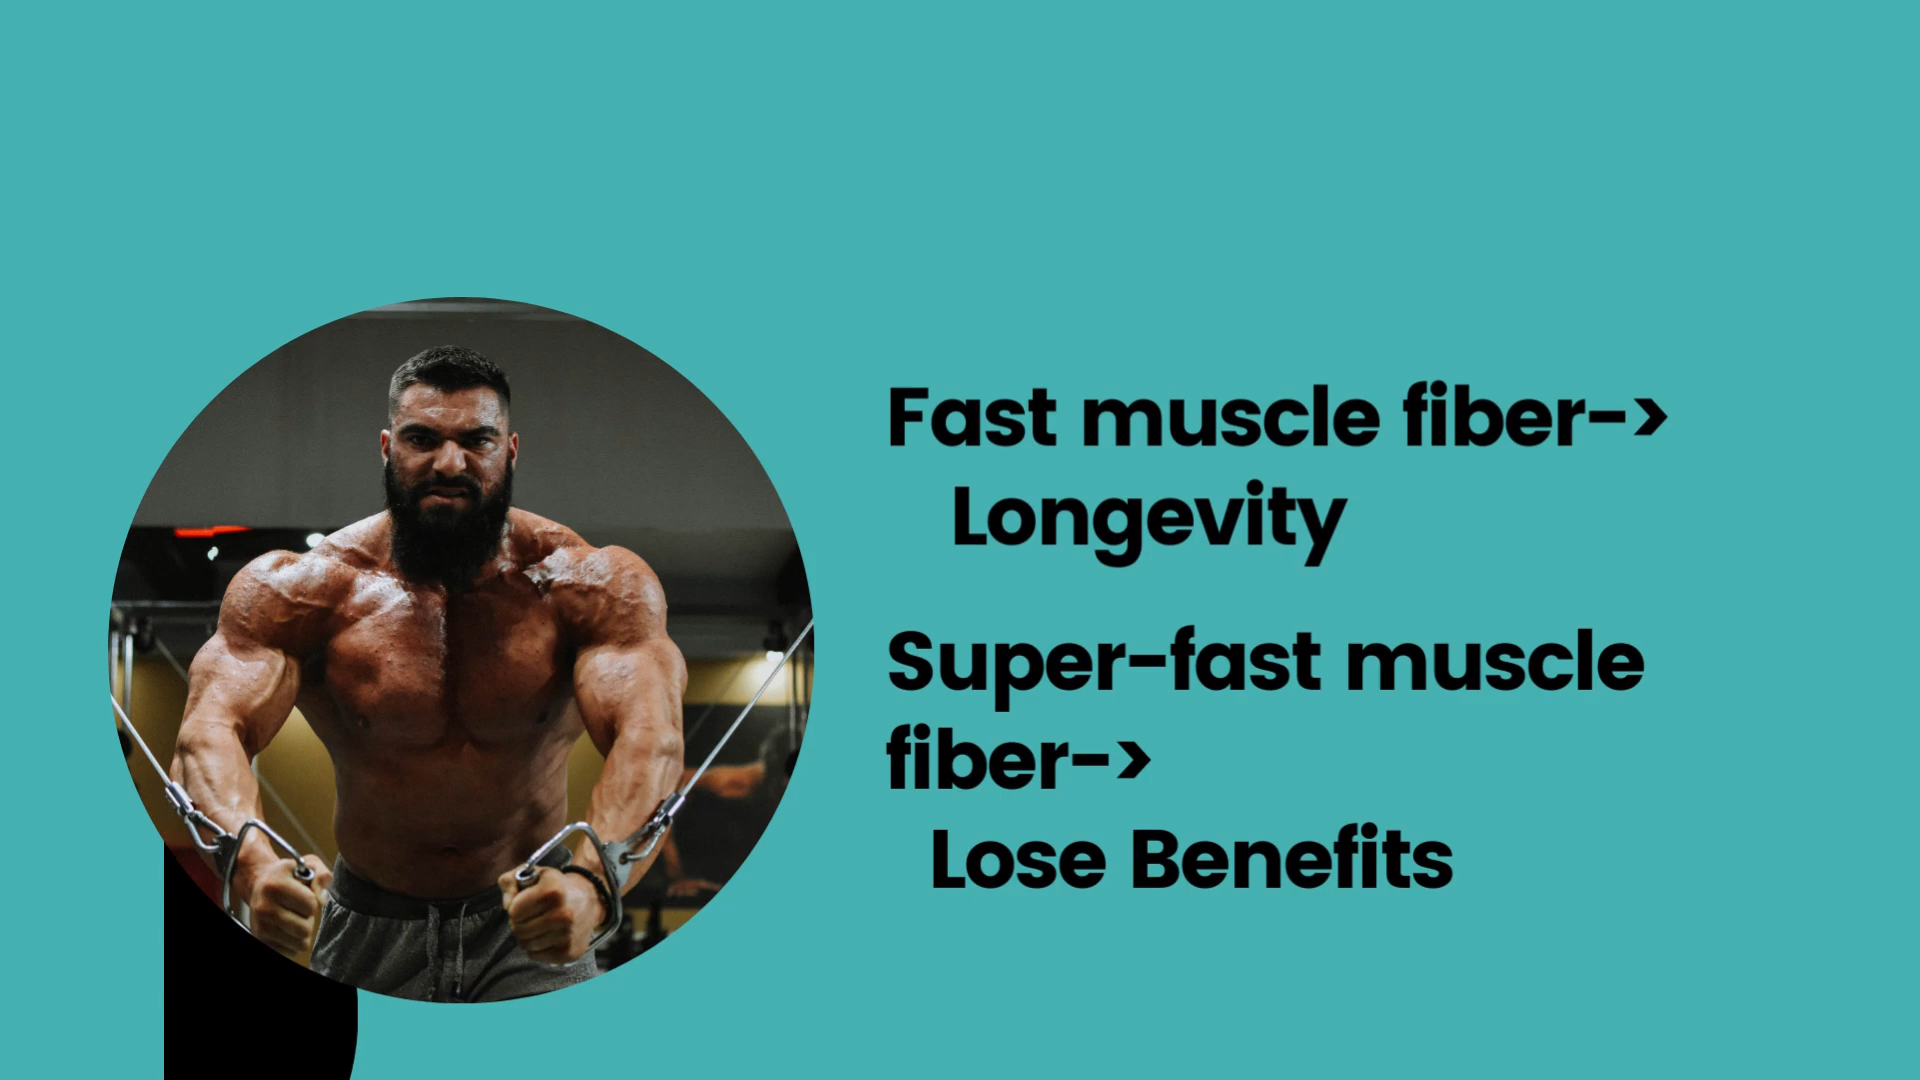 Fast muscle fiber->
Longevity
Super-fast muscle
fiber->
Lose Benefits